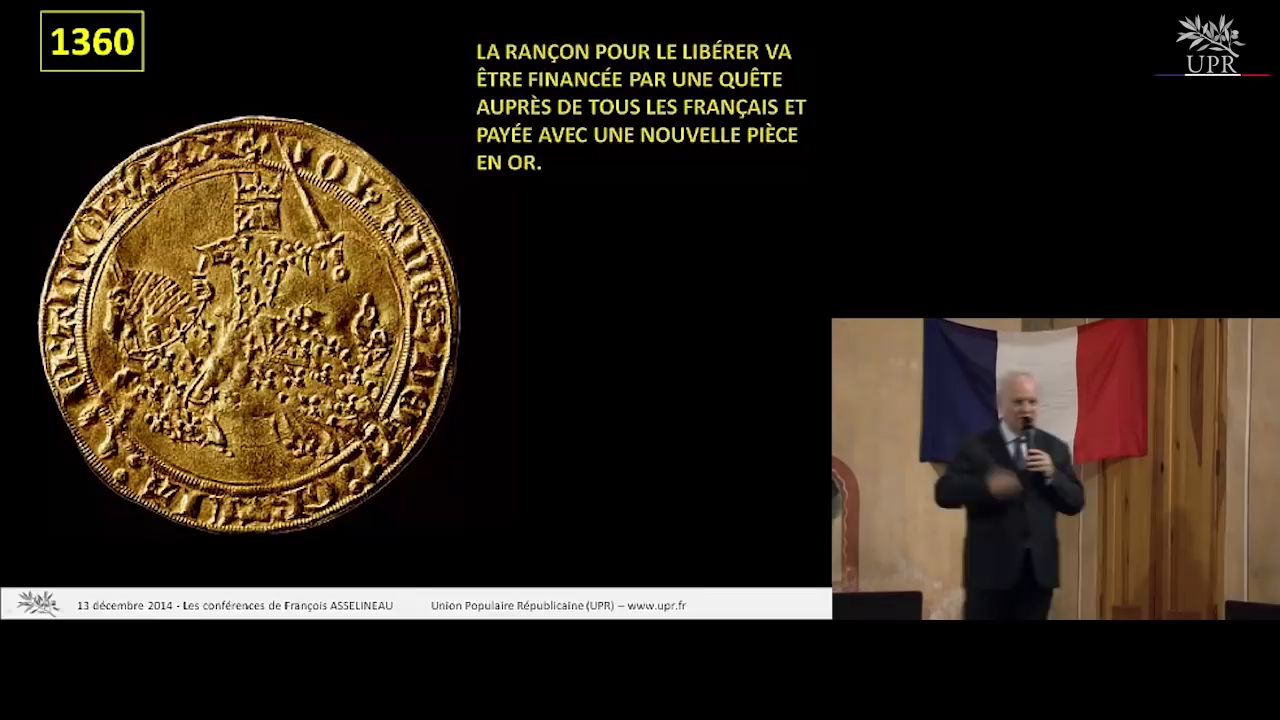 1360
LA RANÇON POUR LE LIBÉRER VA
ÊTRE FINANCÉE PAR UNE QUÊTE
AUPRÈS DE TOUS LES FRANÇAIS ET
PAYÉE AVEC UNE NOUVELLE PIÈCE
EN OR.
UPR
13 décembre 2014 - Les conférences de François ASSELINEAU
Union Populaire Républicaine (UPR) – www.upr.fr